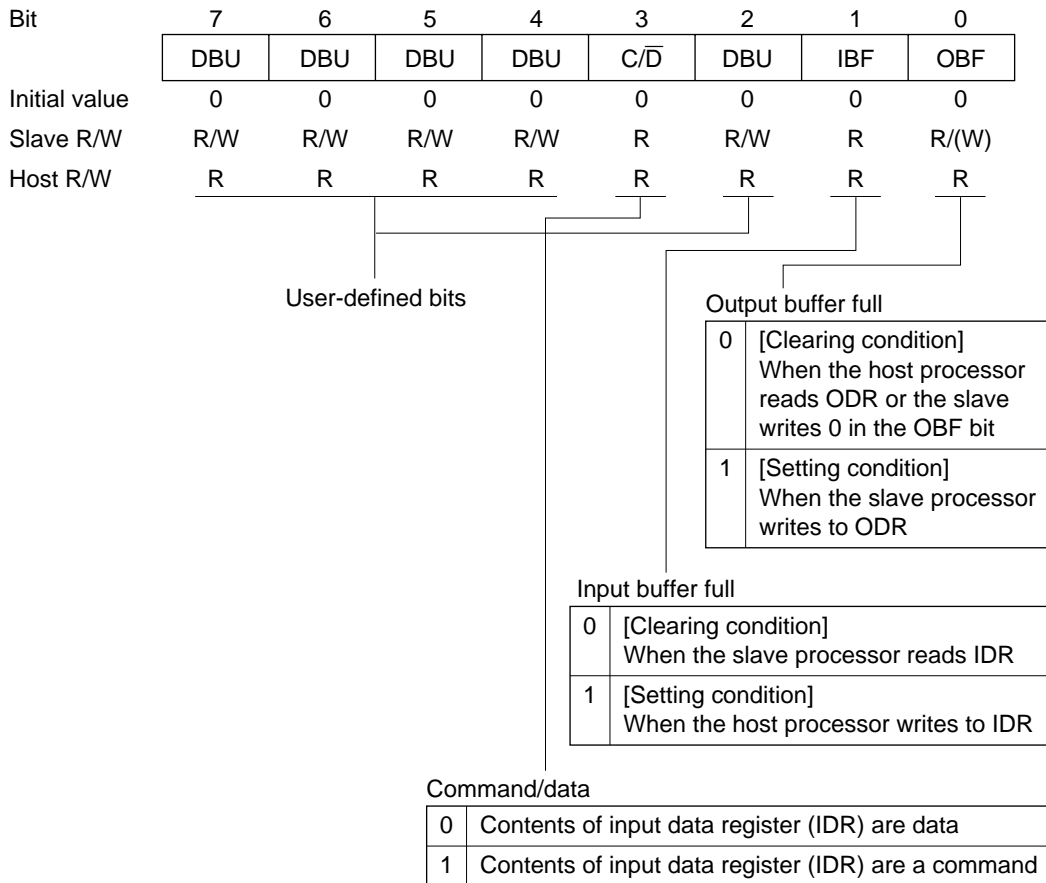 Bit 7 6 5 4 3 2 1 0
DBU DBU DBU DBU C/D̅ DBU IBF OBF
Initial value 0 0 0 0 0 0 0 0
Slave R/W R/W R/W R/W R/W R R/W R R/(W)
Host R/W R R R R R R R R
User-defined bits
Output buffer full
0 [Clearing condition]
When the host processor
reads ODR or the slave
writes 0 in the OBF bit
1 [Setting condition]
When the slave processor
writes to ODR
Input buffer full
0 [Clearing condition]
When the slave processor reads IDR
1 [Setting condition]
When the host processor writes to IDR
Command/data
0 Contents of input data register (IDR) are data
1 Contents of input data register (IDR) are a command